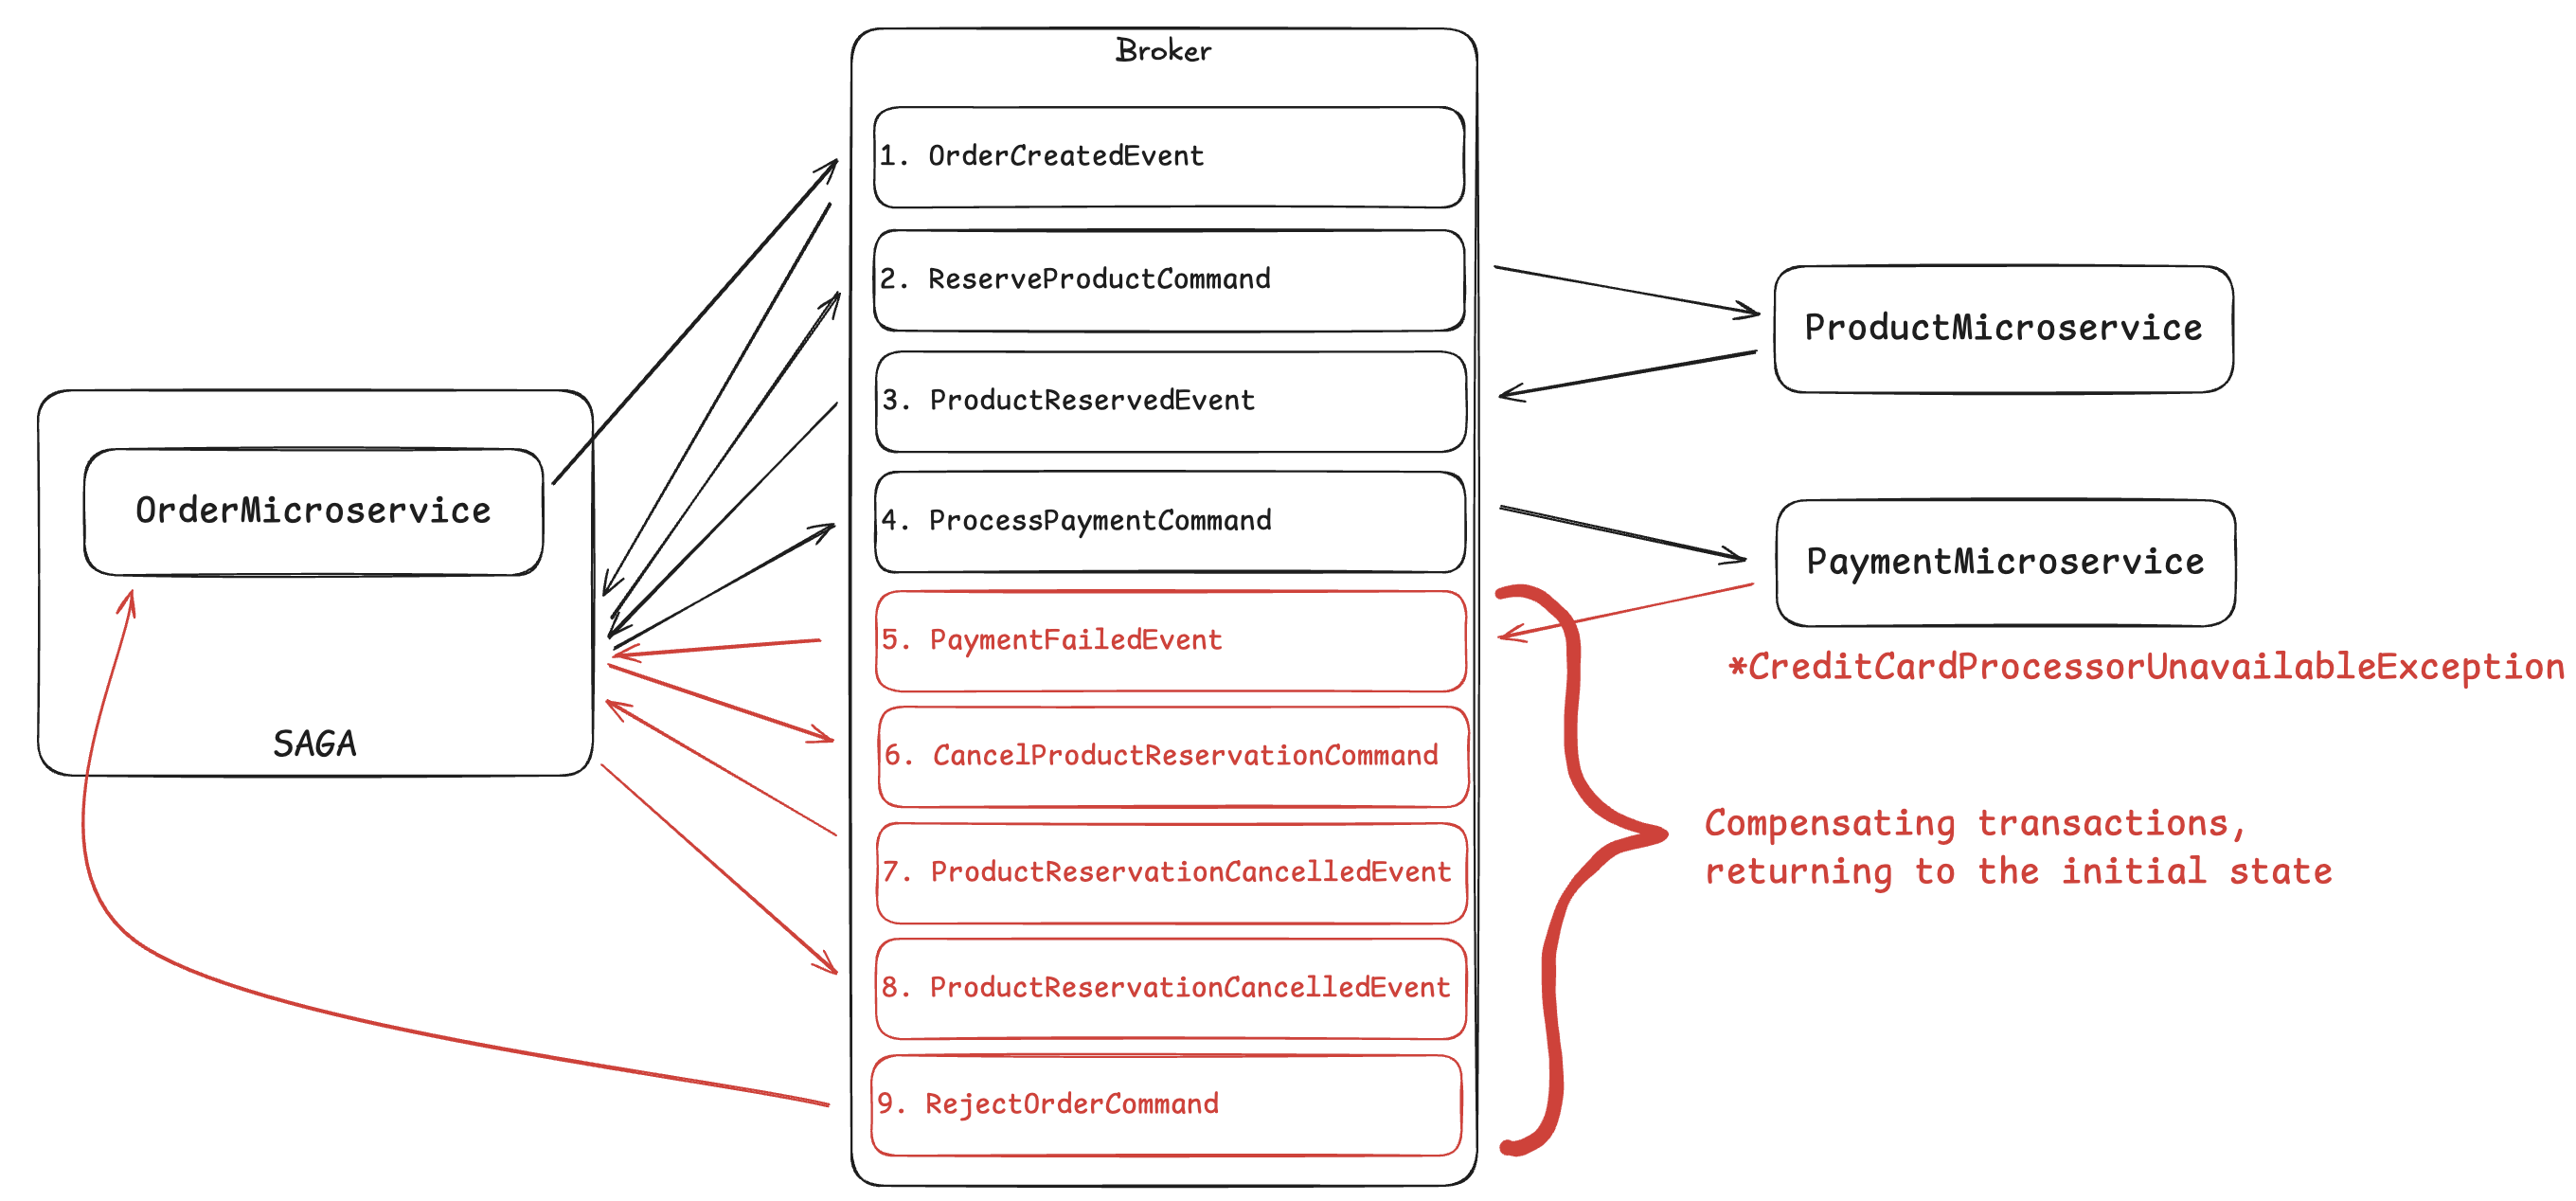 Broker
1. OrderCreatedEvent
2. ReserveProductCommand
3. ProductReservedEvent
4. ProcessPaymentCommand
5. PaymentFailedEvent
6. CancelProductReservationCommand
7. ProductReservationCancelledEvent
8. ProductReservationCancelledEvent
9. RejectOrderCommand
OrderMicroservice
SAGA
ProductMicroservice
PaymentMicroservice
*CreditCardProcessorUnavailableException
Compensating transactions,
returning to the initial state